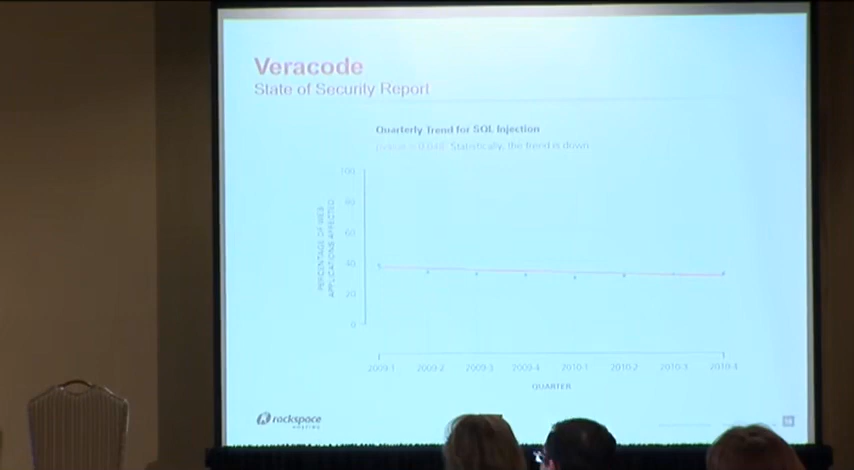 Veracode
State of Security Report
Quarterly Trend for SQL Injection
Statistically, the trend is down
100
80
60
40
20
0
PERCENTAGE OF WEB
APPLICATIONS AFFECTED
2009-1 2009-2 2009-3 2009-4 2010-1 2010-2 2010-3 2010-4
QUARTER
rackspace
HOSTING